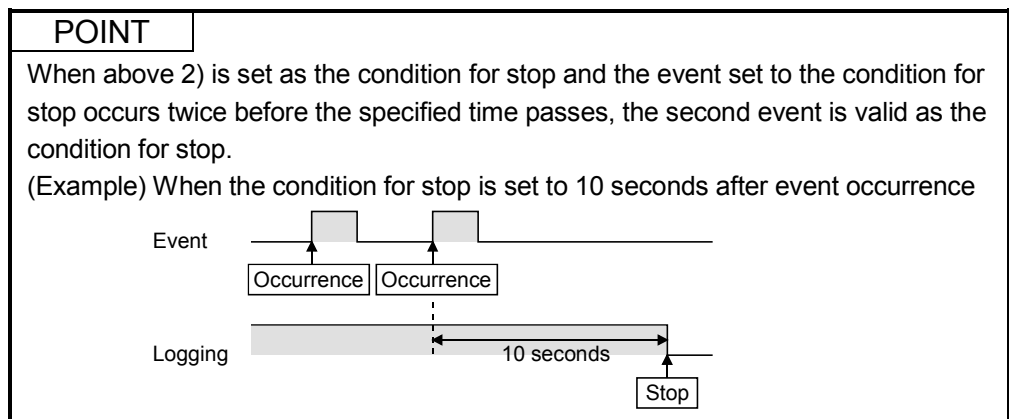 POINT
When above 2) is set as the condition for stop and the event set to the condition for
stop occurs twice before the specified time passes, the second event is valid as the
condition for stop.
(Example) When the condition for stop is set to 10 seconds after event occurrence
Event
Occurrence Occurrence
Logging
10 seconds
Stop